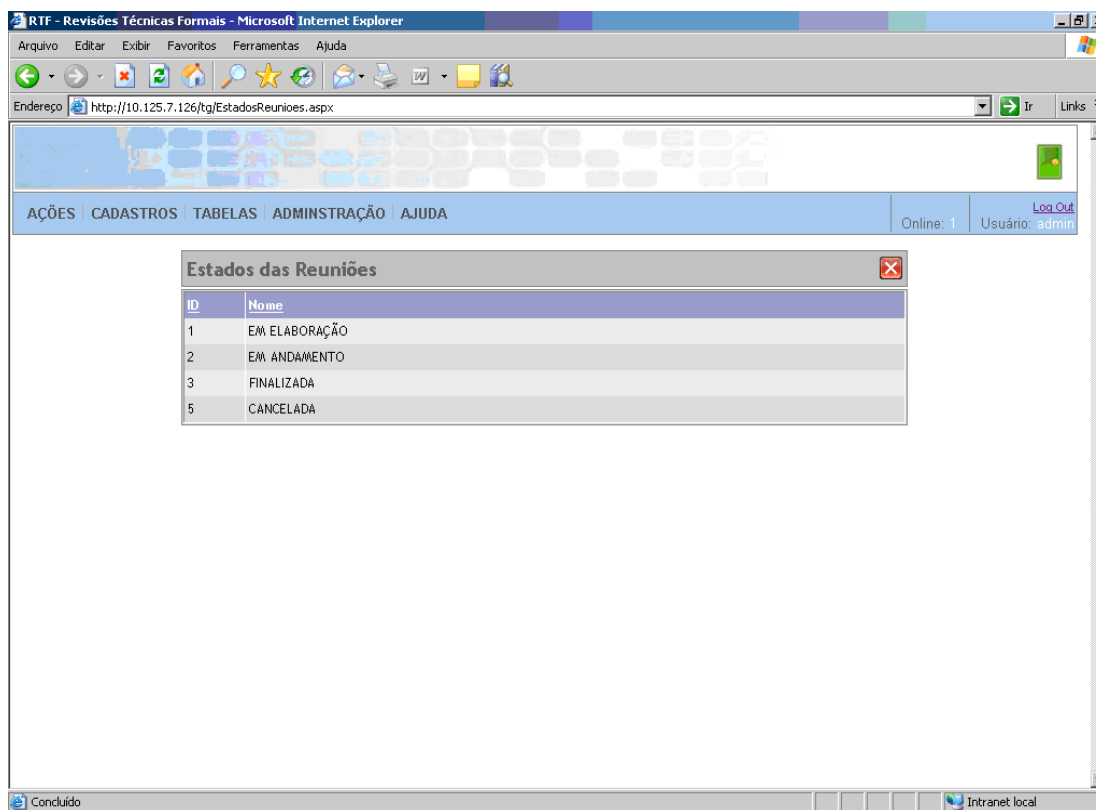 RTF - Revisões Técnicas Formais - Microsoft Internet Explorer
Arquivo Editar Exibir Favoritos Ferramentas Ajuda
Endereço http://10.125.7.126/tg/EstadosReunioes.aspx Ir Links
Log Out
AÇÕES CADASTROS TABELAS ADMINSTRAÇÃO AJUDA Online: 1 Usuário: admin
Estados das Reuniões
ID Nome
1 EM ELABORAÇÃO
2 EM ANDAMENTO
3 FINALIZADA
5 CANCELADA
Concluído Intranet local